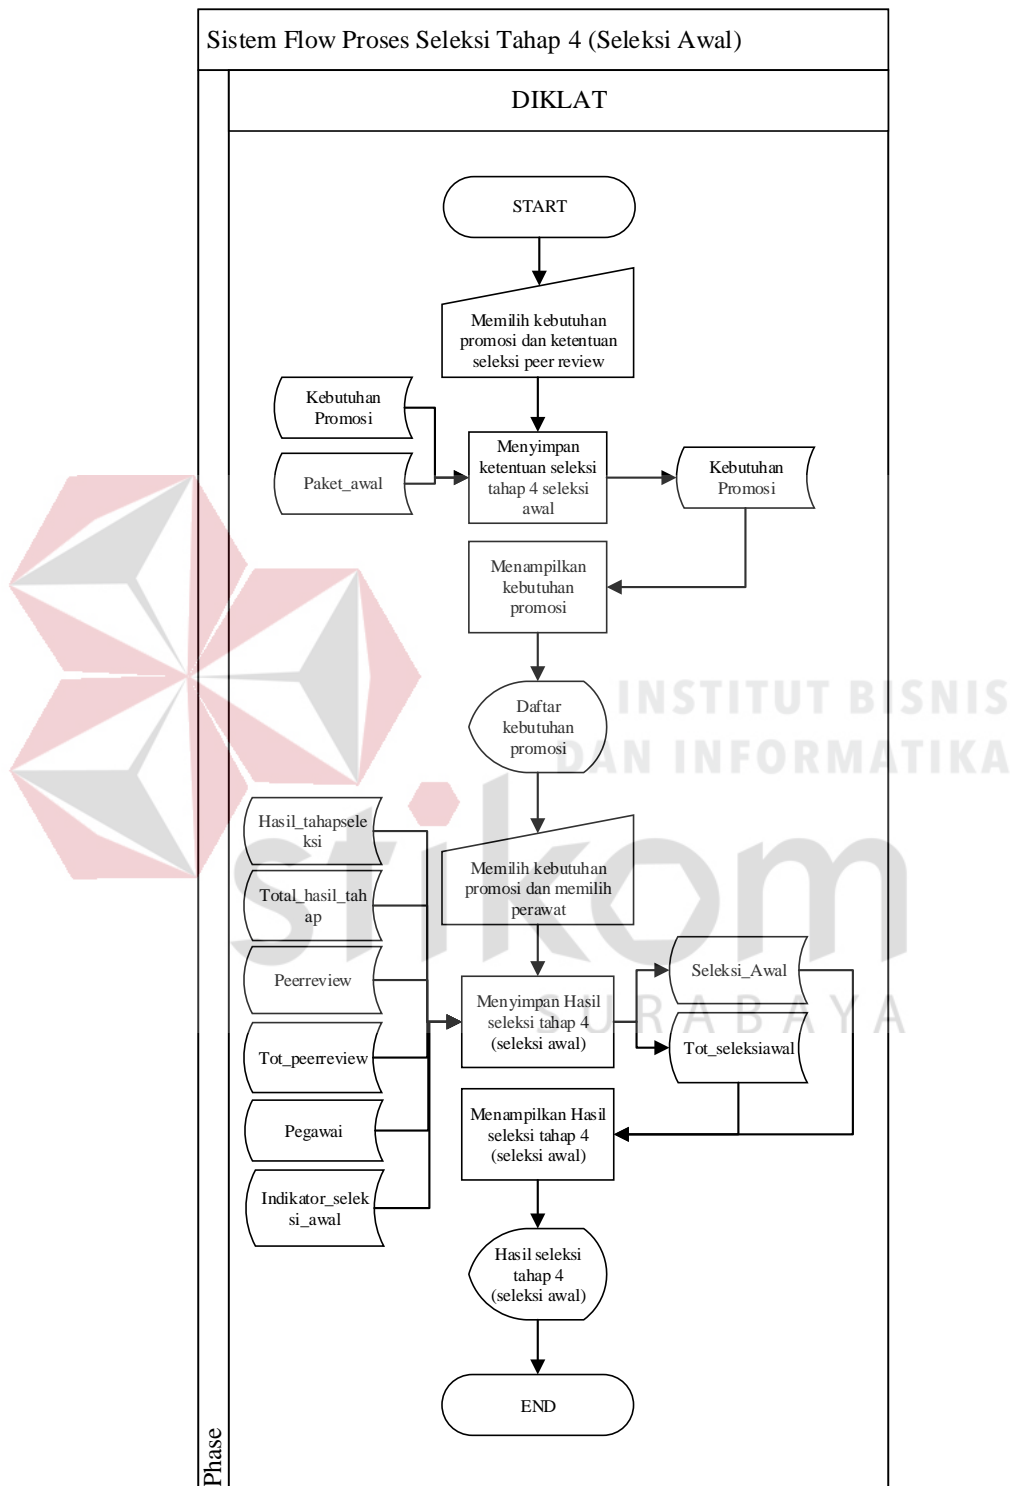 Sistem Flow Proses Seleksi Tahap 4 (Seleksi Awal)
DIKLAT
START
Memilih kebutuhan
promosi dan ketentuan
seleksi peer review
Kebutuhan
Promosi
Paket_awal
Menyimpan
ketentuan seleksi
tahap 4 seleksi
awal
Kebutuhan
Promosi
Menampilkan
kebutuhan
promosi
Daftar
kebutuhan
promosi
INSTITUT BISNIS
DAN INFORMATIKA
stikom
SURABAYA
Memilih kebutuhan
promosi dan memilih
perawat
Hasil_tahapsele
ksi
Total_hasil_tah
ap
Peerreview
Tot_peerreview
Pegawai
Indikator_selek
si_awal
Menyimpan Hasil
seleksi tahap 4
(seleksi awal)
Seleksi_Awal
Tot_seleksiawal
Menampilkan Hasil
seleksi tahap 4
(seleksi awal)
Hasil seleksi
tahap 4
(seleksi awal)
END
Phase